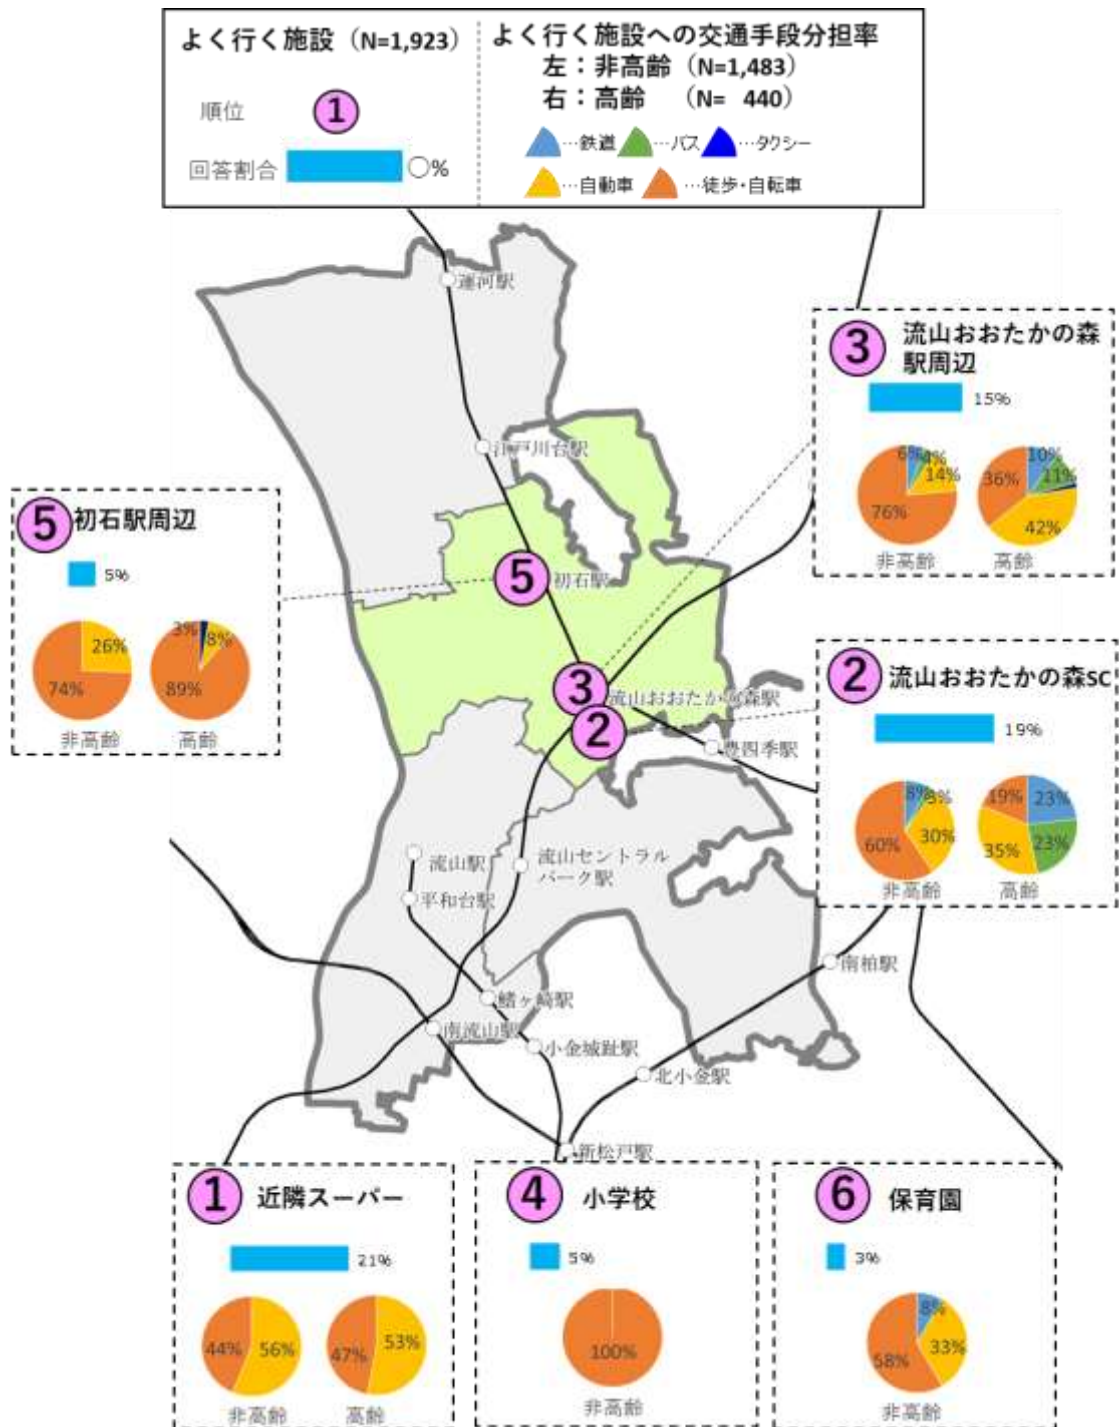 よく行く施設（N=1,923）
順位
①
回答割合
○%
よく行く施設への交通手段分担率
左：非高齢（N=1,483）
右：高齢　（N= 440）
…鉄道 …バス …タクシー
…自動車 …徒歩・自転車
運河駅
江戸川台駅
初石駅
流山おおたかの森駅
豊四季駅
流山駅
平和台駅
流山セントラル
パーク駅
南柏駅
鰭ヶ崎駅
南流山駅
小金城趾駅
北小金駅
新松戸駅
⑤
③
②
③ 流山おおたかの森
駅周辺
15%
6% 4% 14% 76%
非高齢
10% 11% 42% 36%
高齢
⑤ 初石駅周辺
5%
26% 74%
非高齢
3% 8% 89%
高齢
② 流山おおたかの森SC
19%
8% 3% 30% 60%
非高齢
23% 23% 35% 19%
高齢
① 近隣スーパー
21%
44% 56%
非高齢
47% 53%
高齢
④ 小学校
5%
100%
非高齢
⑥ 保育園
3%
8% 33% 58%
非高齢